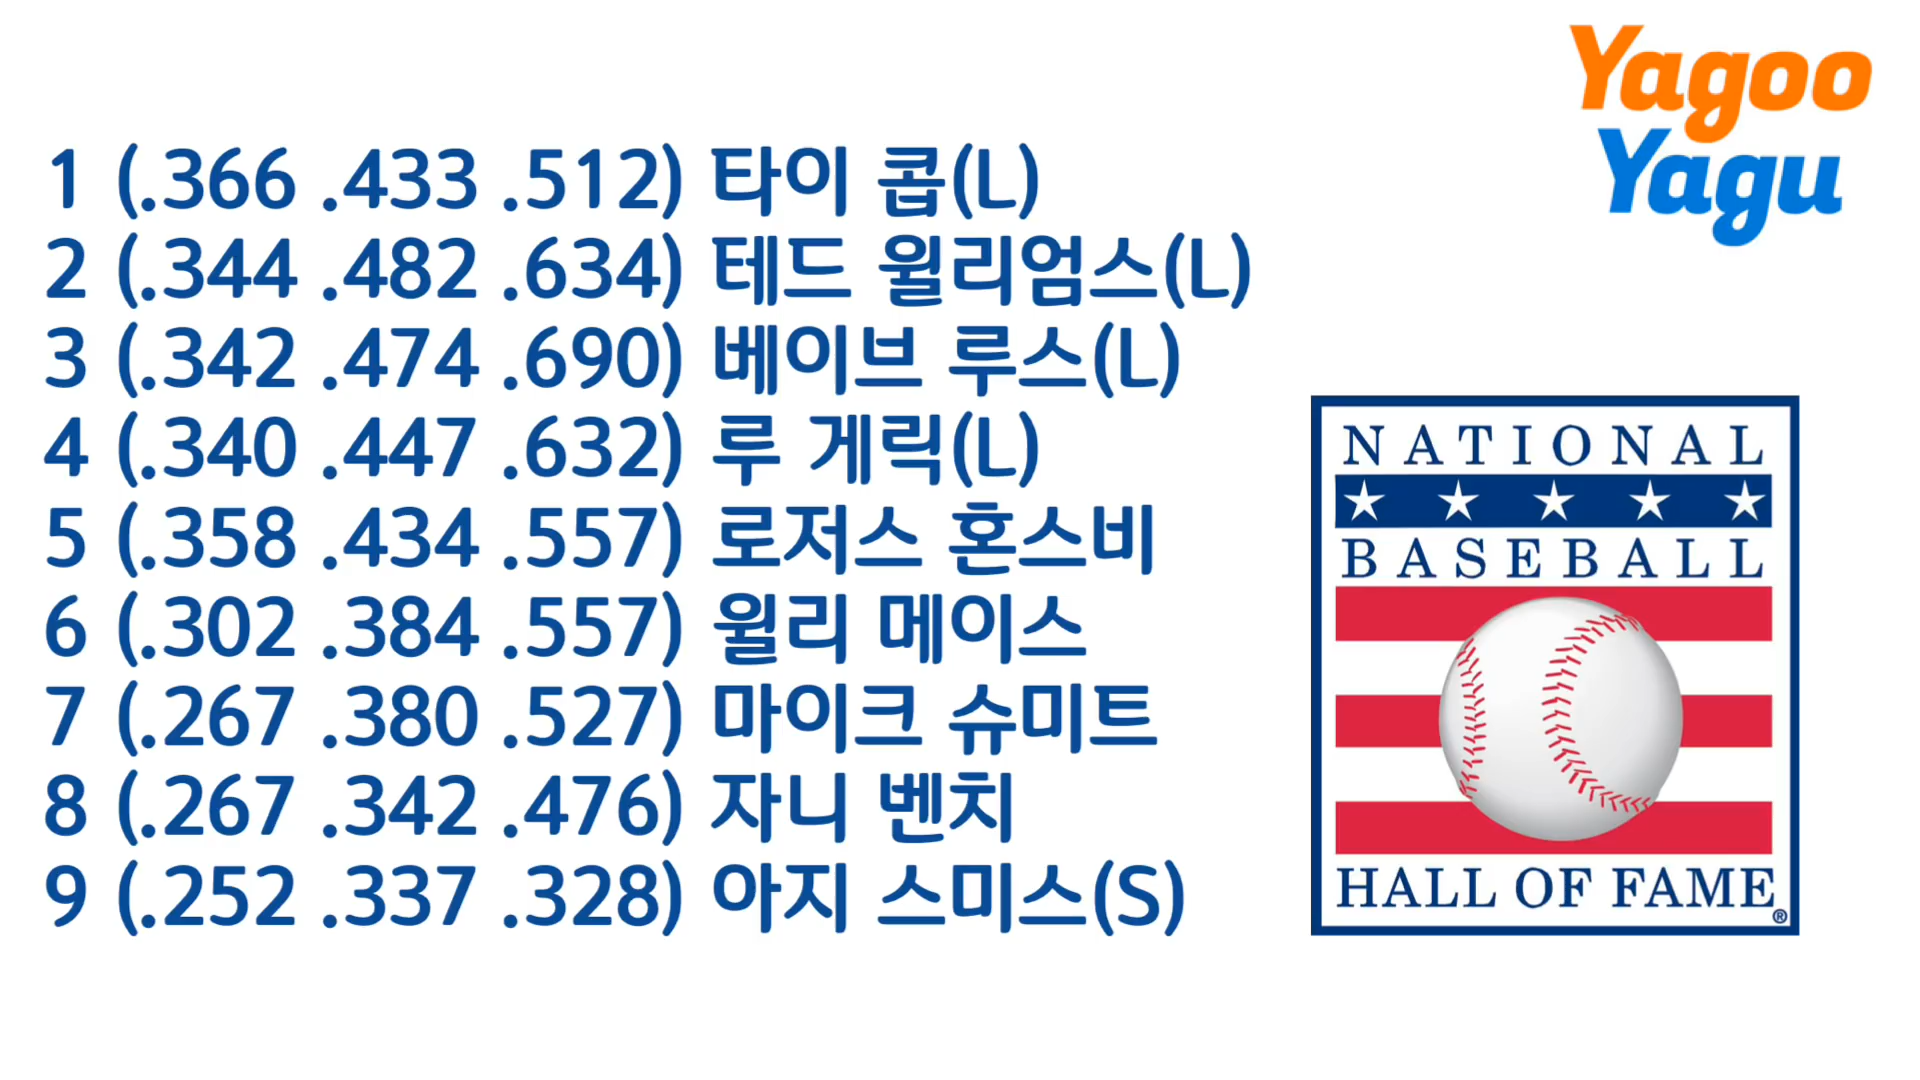 Yagoo
Yagu
1 (.366 .433 .512) 타이 콥(L)
2 (.344 .482 .634) 테드 윌리엄스(L)
3 (.342 .474 .690) 베이브 루스(L)
4 (.340 .447 .632) 루 게릭(L)
5 (.358 .434 .557) 로저스 혼스비
6 (.302 .384 .557) 윌리 메이스
7 (.267 .380 .527) 마이크 슈미트
8 (.267 .342 .476) 자니 벤치
9 (.252 .337 .328) 아지 스미스(S)
NATIONAL
BASEBALL
HALL OF FAME®